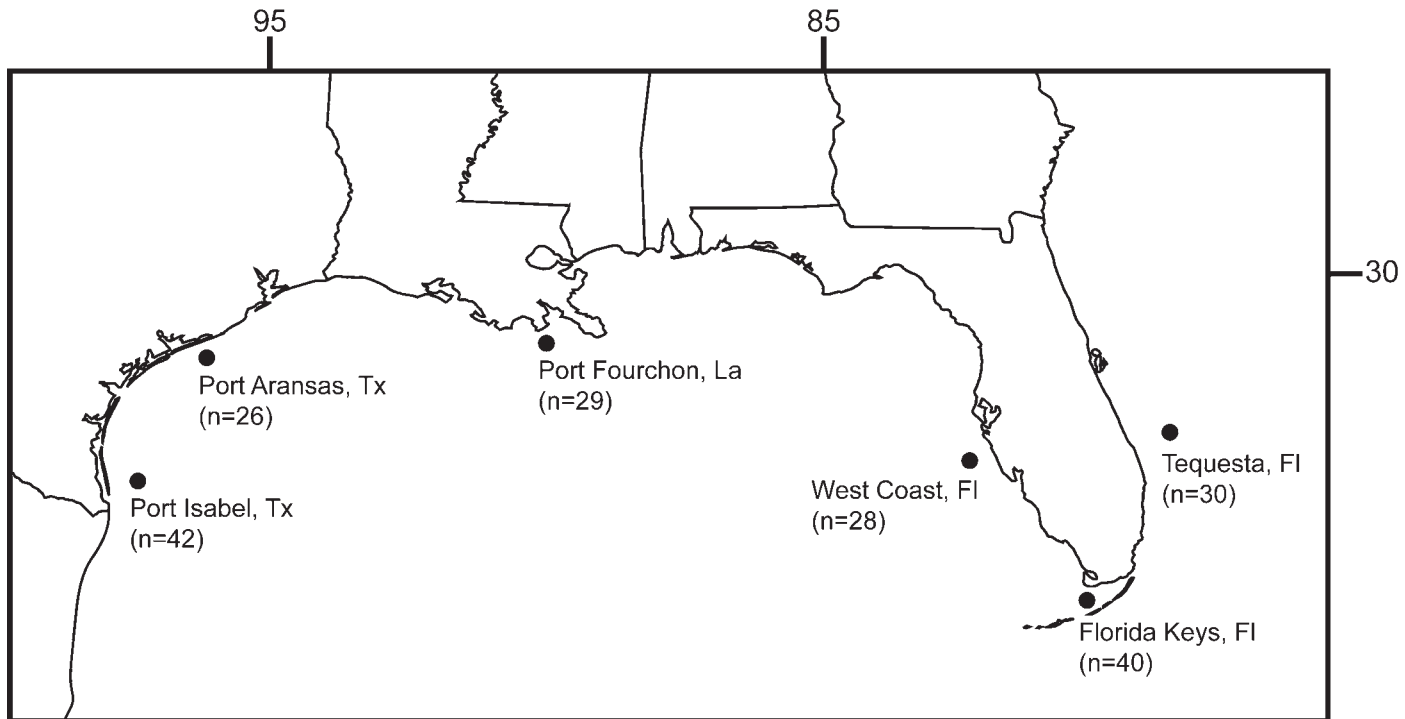 95
85
30
Port Aransas, Tx
(n=26)
Port Fourchon, La
(n=29)
Port Isabel, Tx
(n=42)
West Coast, Fl
(n=28)
Tequesta, Fl
(n=30)
Florida Keys, Fl
(n=40)